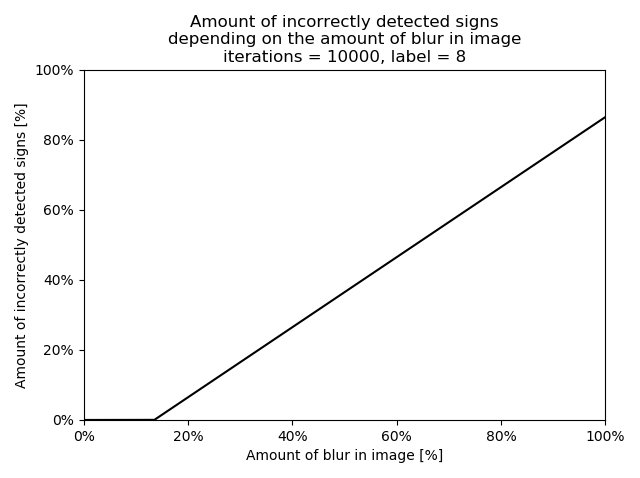 Amount of incorrectly detected signs
depending on the amount of blur in image
iterations = 10000, label = 8
Amount of incorrectly detected signs [%]
100%
80%
60%
40%
20%
0%
0% 20% 40% 60% 80% 100%
Amount of blur in image [%]